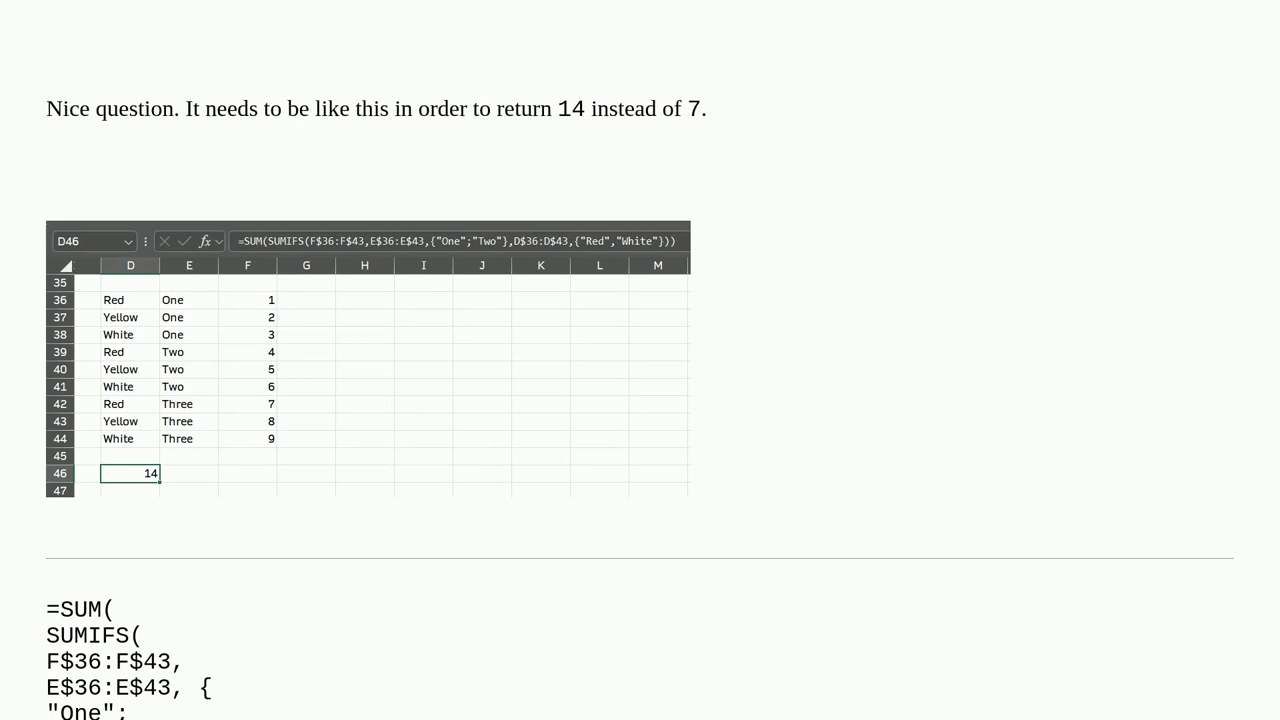 Nice question. It needs to be like this in order to return 14 instead of 7.
D46 fx =SUM(SUMIFS(F$36:F$43,E$36:E$43,{"One";"Two"},D$36:D$43,{"Red","White"}))
D E F G H I J K L M
35
36 Red One 1
37 Yellow One 2
38 White One 3
39 Red Two 4
40 Yellow Two 5
41 White Two 6
42 Red Three 7
43 Yellow Three 8
44 White Three 9
45
46 14
47
=SUM(
SUMIFS(
F$36:F$43,
E$36:E$43, {
"One";